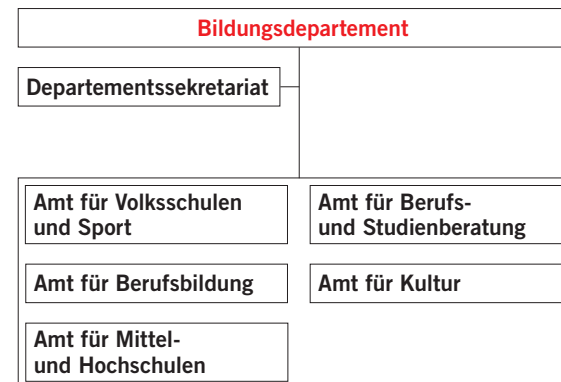 Bildungsdepartement
Departementssekretariat
Amt für Volksschulen
und Sport
Amt für Berufs-
und Studienberatung
Amt für Berufsbildung
Amt für Kultur
Amt für Mittel-
und Hochschulen